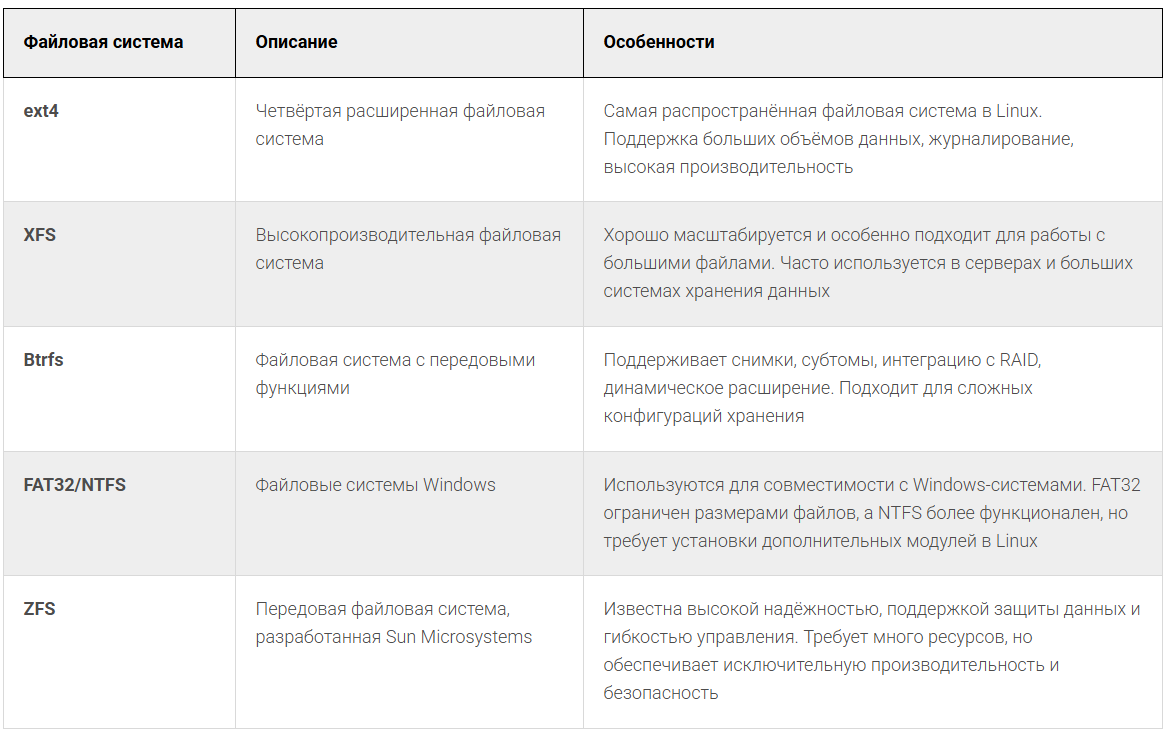 Файловая система Описание Особенности
ext4 Четвёртая расширенная файловая система Самая распространённая файловая система в Linux. Поддержка больших объёмов данных, журналирование, высокая производительность
XFS Высокопроизводительная файловая система Хорошо масштабируется и особенно подходит для работы с большими файлами. Часто используется в серверах и больших системах хранения данных
Btrfs Файловая система с передовыми функциями Поддерживает снимки, субтомы, интеграцию с RAID, динамическое расширение. Подходит для сложных конфигураций хранения
FAT32/NTFS Файловые системы Windows Используются для совместимости с Windows-системами. FAT32 ограничен размерами файлов, а NTFS более функционален, но требует установки дополнительных модулей в Linux
ZFS Передовая файловая система, разработанная Sun Microsystems Известна высокой надёжностью, поддержкой защиты данных и гибкостью управления. Требует много ресурсов, но обеспечивает исключительную производительность и безопасность